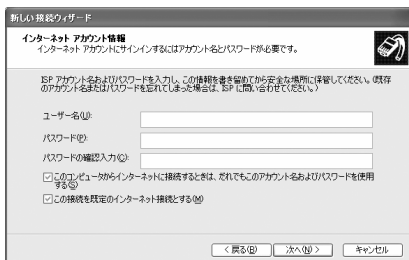 新しい接続ウィザード
インターネット アカウント情報
インターネット アカウントにサインインするにはアカウント名とパスワードが必要です。
ISP アカウント名およびパスワードを入力し、この情報を書き留めてから安全な場所に保管してください。(既存
のアカウント名またはパスワードを忘れてしまった場合は、ISP に問い合わせてください。)
ユーザー名(U):
パスワード(P):
パスワードの確認入力(C):
このコンピュータからインターネットに接続するときは、だれでもこのアカウント名およびパスワードを使用
する(S)
この接続を既定のインターネット接続とする(M)
< 戻る(B)
次へ(N) >
キャンセル